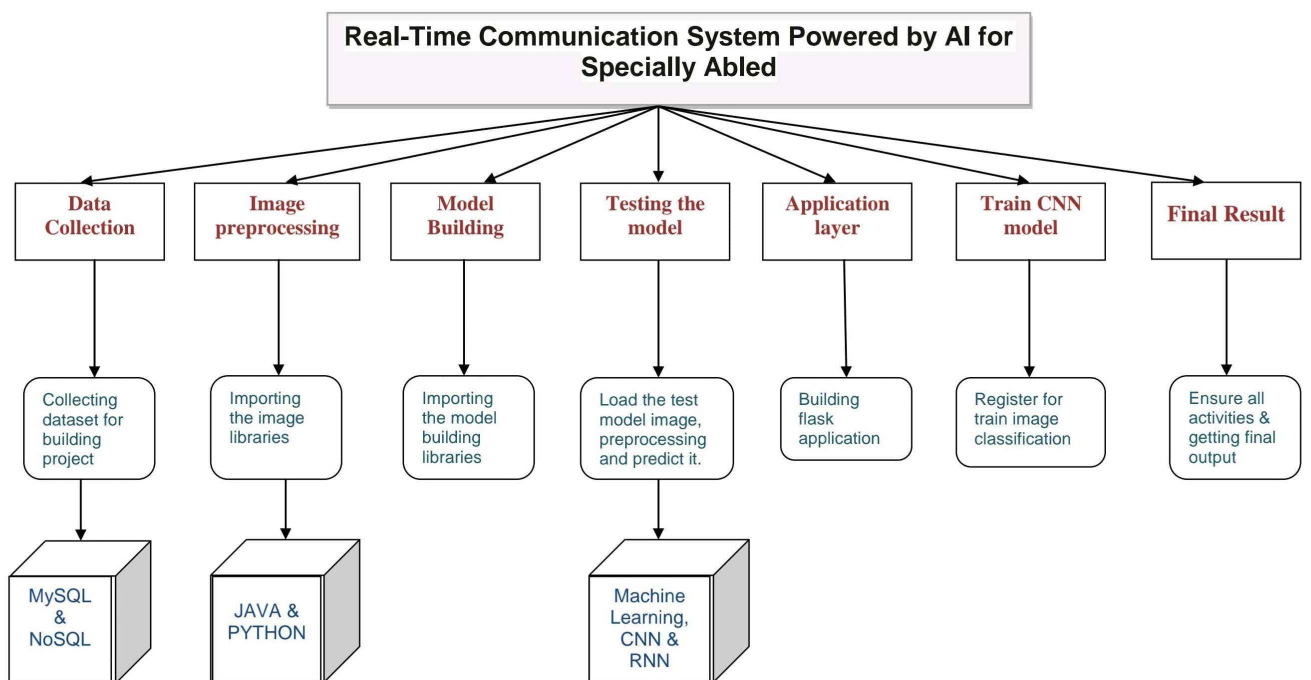 Real-Time Communication System Powered by AI for
Specially Abled
Data
Collection
Image
preprocessing
Model
Building
Testing the
model
Application
layer
Train CNN
model
Final Result
Collecting
dataset for
building
project
Importing
the image
libraries
Importing
the model
building
libraries
Load the test
model image,
preprocessing
and predict it.
Building
flask
application
Register for
train image
classification
Ensure all
activities &
getting final
output
MySQL
&
NoSQL
JAVA &
PYTHON
Machine
Learning,
CNN &
RNN